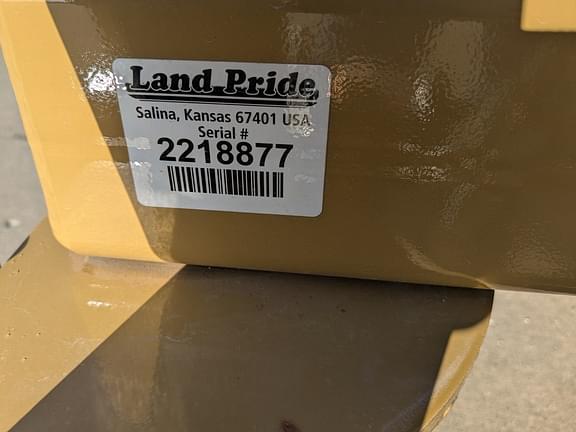 Land Pride
Salina, Kansas 67401 USA
Serial #
2218877